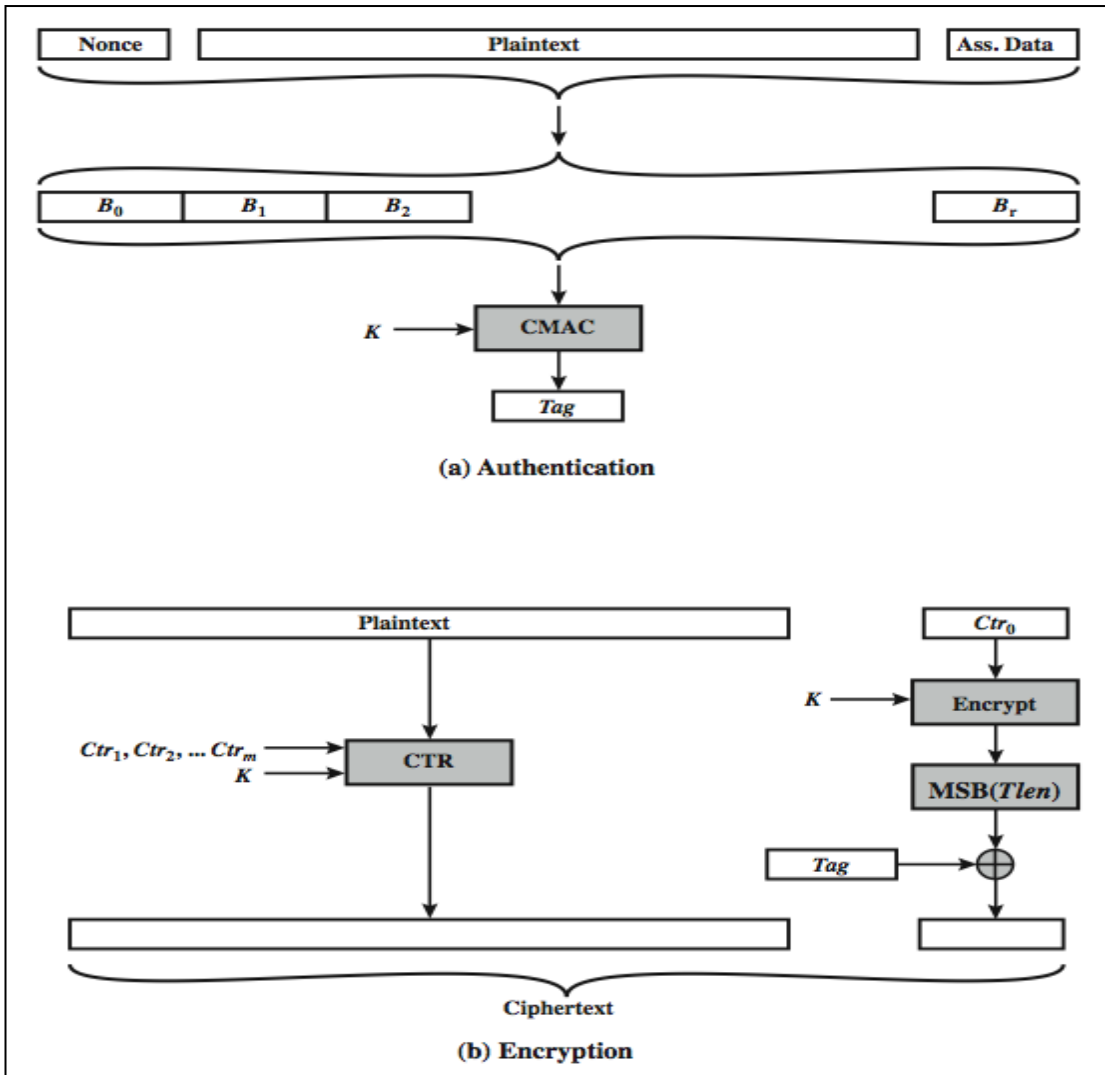 Nonce
Plaintext
Ass. Data
B0
B1
B2
Br
K
CMAC
Tag
(a) Authentication
Plaintext
Ctr0
K
Encrypt
Ctr1, Ctr2, ... Ctrm
K
CTR
MSB(Tlen)
Tag
Ciphertext
(b) Encryption